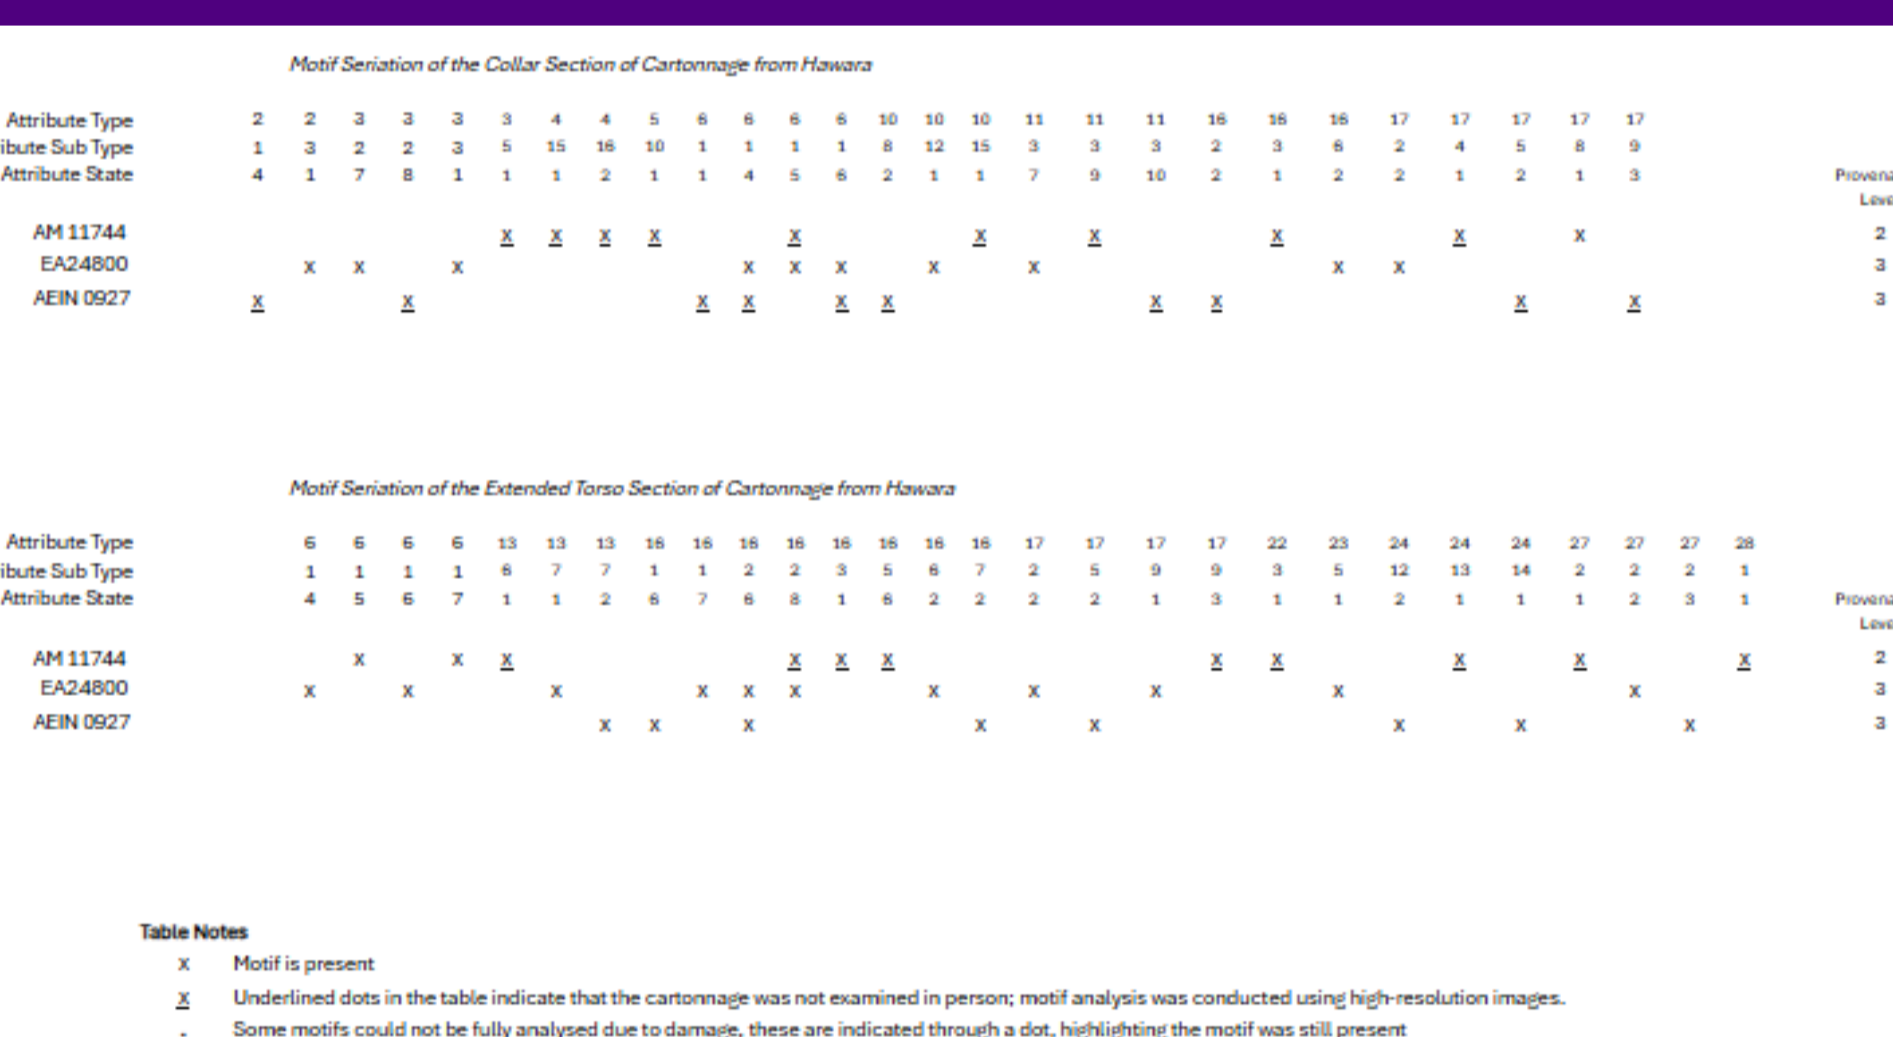 Motif Seriation of the Collar Section of Cartonnage from Hawara
Attribute Type 2 2 3 3 3 3 4 4 5 6 6 6 6 10 10 10 11 11 11 16 16 16 17 17 17 17 17
ibute Sub Type 1 3 2 2 3 5 15 16 10 1 1 1 1 8 12 15 3 3 3 2 3 6 2 4 5 8 9
Attribute State 4 1 7 8 1 1 1 2 1 1 4 5 6 2 1 1 7 9 10 2 1 2 2 1 2 1 3 Provena
Leve
AM 11744 x x x x x x x x x x 2
EA24800 x x x x x x x x x x 3
AEIN 0927 x x x x x x x x x x 3
Motif Seriation of the Extended Torso Section of Cartonnage from Hawara
Attribute Type 6 6 6 6 13 13 13 16 16 16 16 16 16 16 16 17 17 17 17 22 23 24 24 24 27 27 27 28
ibute Sub Type 1 1 1 1 6 7 7 1 1 2 2 3 5 6 7 2 5 9 9 3 5 12 13 14 2 2 2 1
Attribute State 4 5 6 7 1 1 2 6 7 6 8 1 6 2 2 2 2 1 3 1 1 2 1 1 1 2 3 1 Provena
Leve
AM 11744 x x x x x x x x x x x 2
EA24800 x x x x x x x x x x x 3
AEIN 0927 x x x x x x x x 3
Table Notes
x Motif is present
x Underlined dots in the table indicate that the cartonnage was not examined in person; motif analysis was conducted using high-resolution images.
. Some motifs could not be fully analysed due to damage, these are indicated through a dot, highlighting the motif was still present